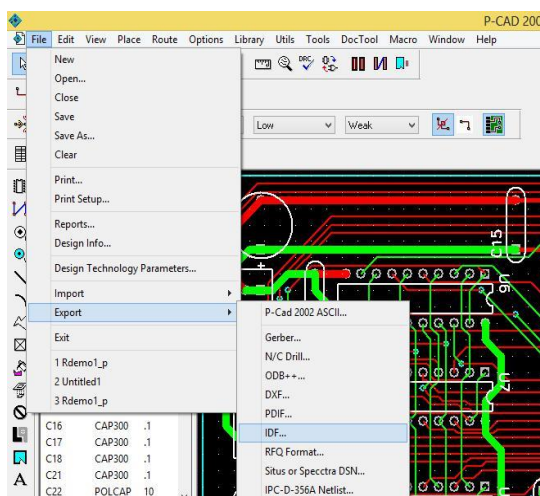 P-CAD 200
File Edit View Place Route Options Library Utils Tools DocTool Macro Window Help
DRC
Low Weak
New
Open...
Close
Save
Save As...
Clear
Print...
Print Setup...
Reports...
Design Info...
Design Technology Parameters...
Import
Export
Exit
1 Rdemo1_p
2 Untitled1
3 Rdemo1_p
P-Cad 2002 ASCII...
Gerber...
N/C Drill...
ODB++...
DXF...
PDIF...
IDF...
RFQ Format...
Situs or Specctra DSN...
IPC-D-356A Netlist...
C16 CAP300 .1
C17 CAP300 .1
C18 CAP300 .1
C21 CAP300 .1
C22 POLCAP 10
A
C15
U6
U7